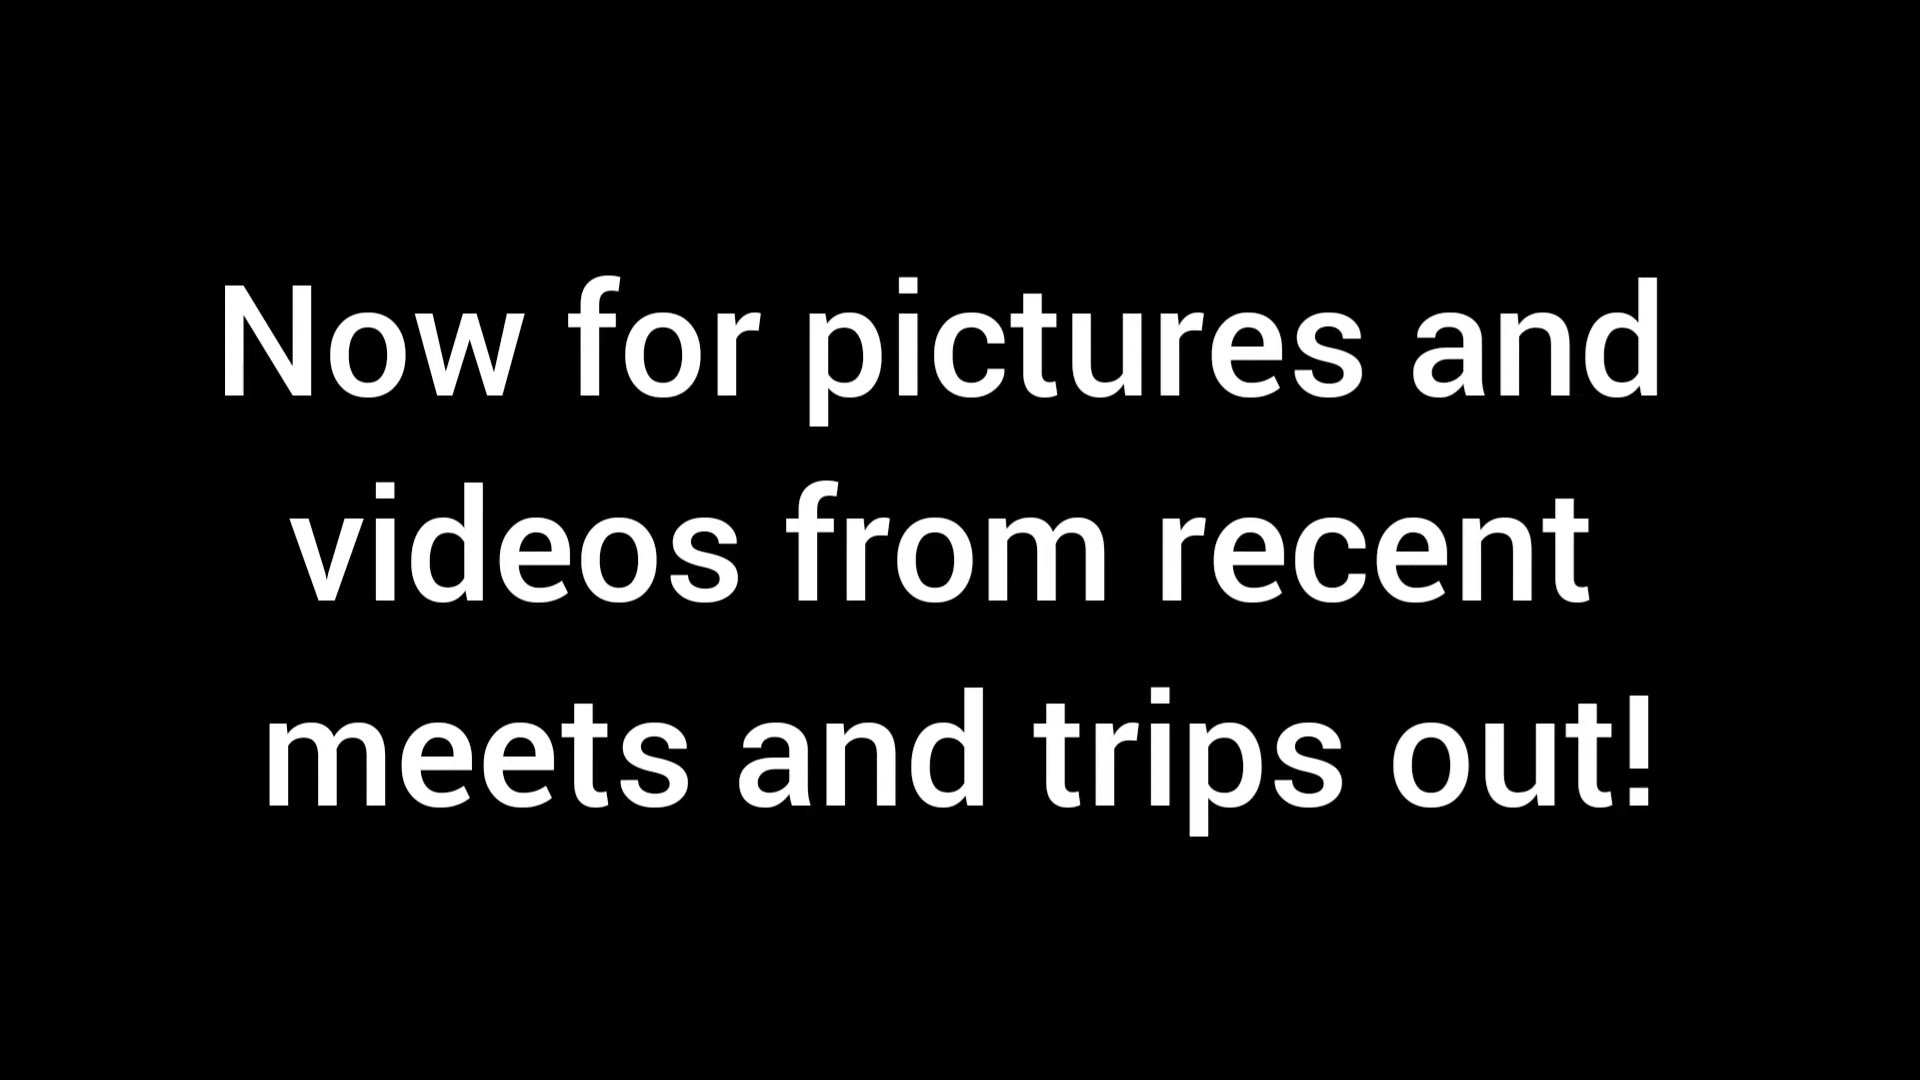 Now for pictures and
videos from recent
meets and trips out!